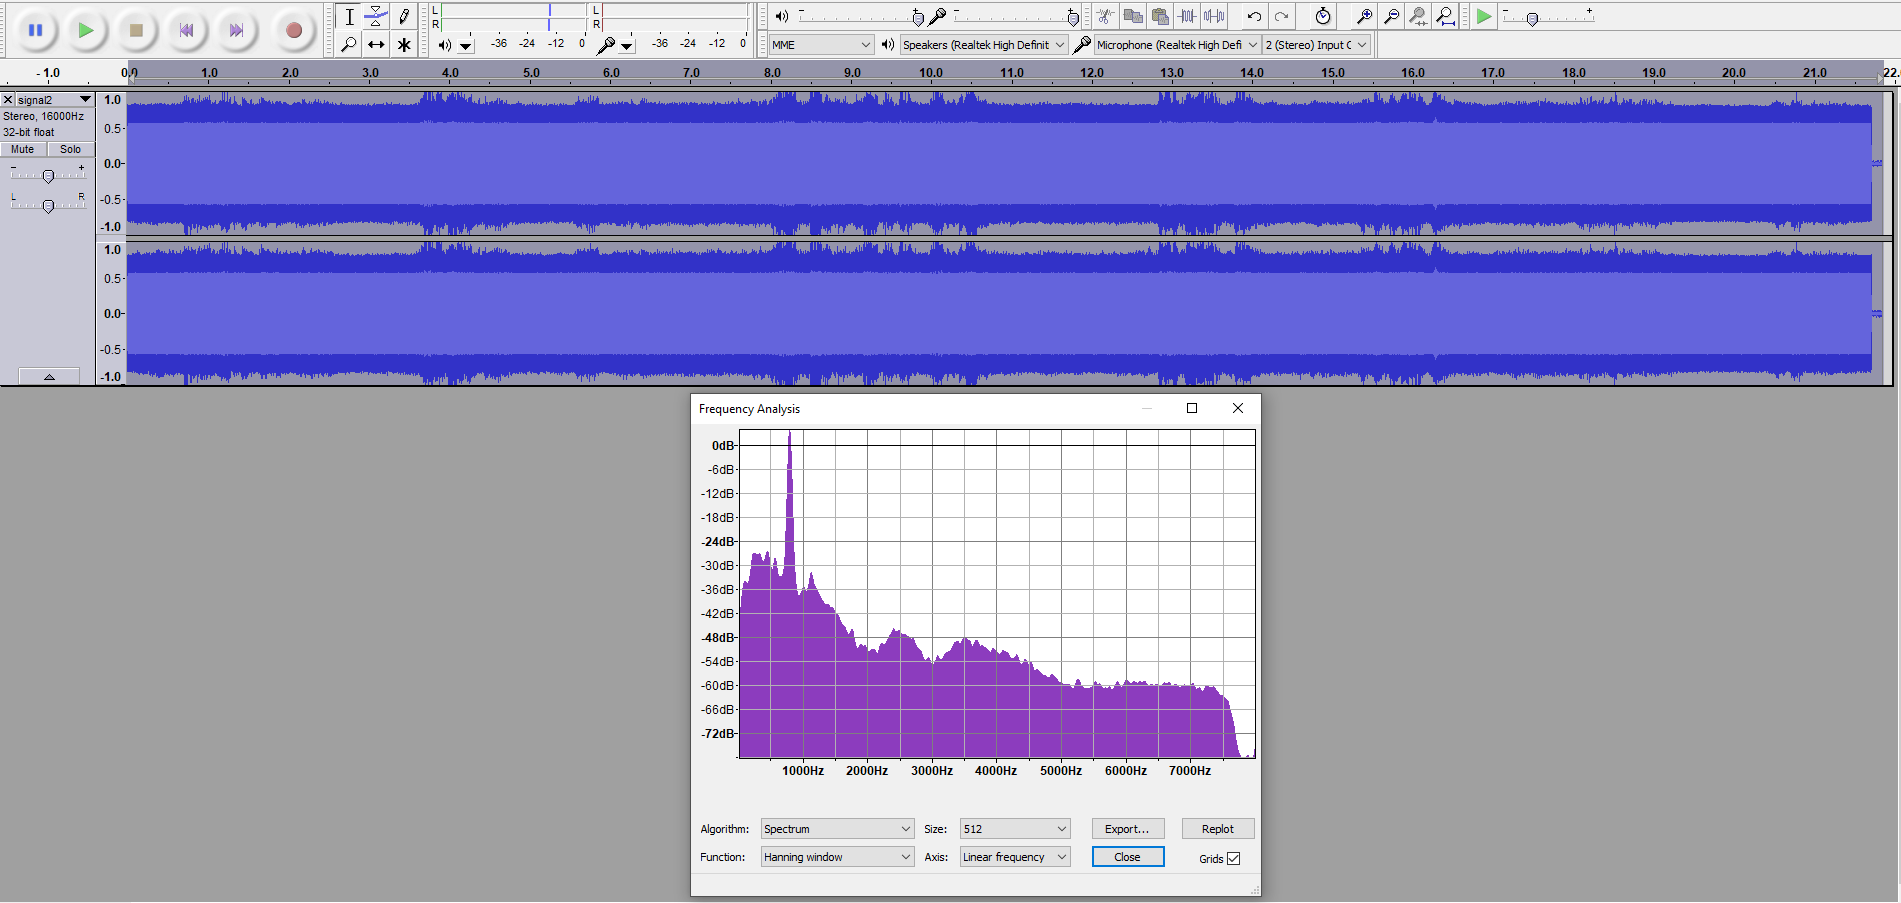 L
R
-36 -24 -12 0
L
R
-36 -24 -12 0
MME
Speakers (Realtek High Definit
Microphone (Realtek High Defi
2 (Stereo) Input C
- 1.0 0.0 1.0 2.0 3.0 4.0 5.0 6.0 7.0 8.0 9.0 10.0 11.0 12.0 13.0 14.0 15.0 16.0 17.0 18.0 19.0 20.0 21.0 22.0
signal2
Stereo, 16000Hz
32-bit float
Mute Solo
- +
L R
1.0
0.5-
0.0-
-0.5-
-1.0
1.0
0.5-
0.0-
-0.5-
-1.0
Frequency Analysis
0dB
-6dB
-12dB
-18dB
-24dB
-30dB
-36dB
-42dB
-48dB
-54dB
-60dB
-66dB
-72dB
1000Hz 2000Hz 3000Hz 4000Hz 5000Hz 6000Hz 7000Hz
Algorithm: Spectrum Size: 512 Export... Replot
Function: Hanning window Axis: Linear frequency Close Grids